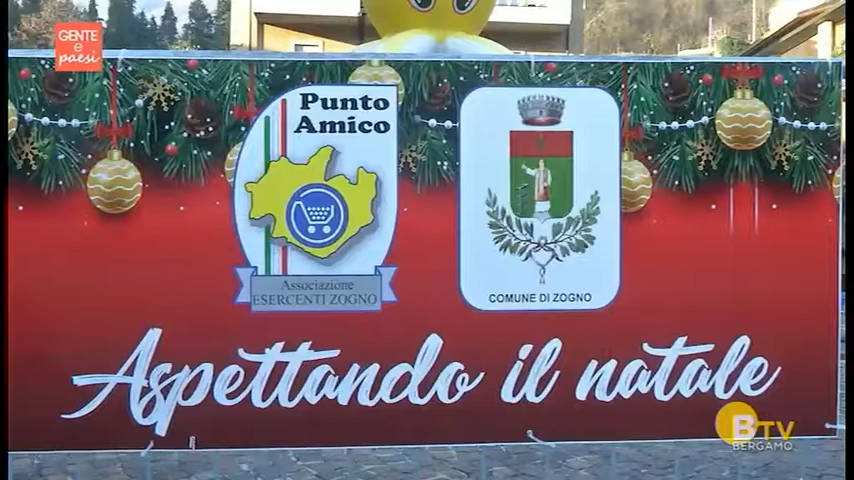 GENTE
e
paesi
Punto
Amico
Associazione
ESERCENTI ZOGNO
COMUNE DI ZOGNO
Aspettando il natale
BTV
BERGAMO